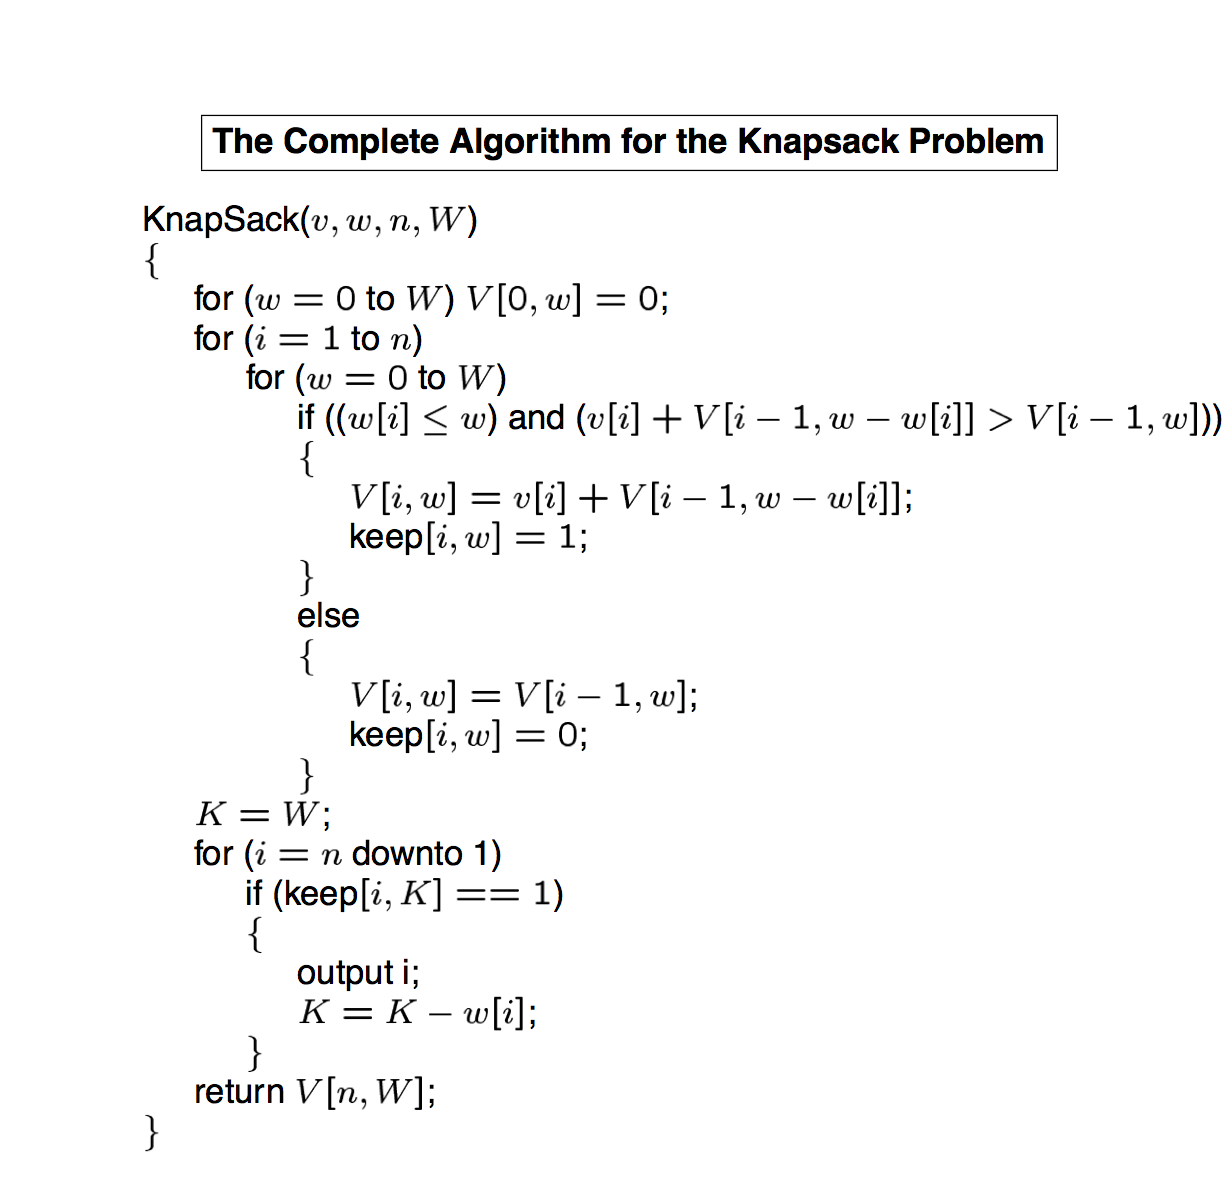 The Complete Algorithm for the Knapsack Problem
KnapSack(v, w, n, W)
{
for (w = 0 to W) V[0, w] = 0;
for (i = 1 to n)
for (w = 0 to W)
if ((w[i] ≤ w) and (v[i] + V[i − 1, w − w[i]] > V[i − 1, w]))
{
V[i, w] = v[i] + V[i − 1, w − w[i]];
keep[i, w] = 1;
}
else
{
V[i, w] = V[i − 1, w];
keep[i, w] = 0;
}
K = W;
for (i = n downto 1)
if (keep[i, K] == 1)
{
output i;
K = K − w[i];
}
return V[n, W];
}